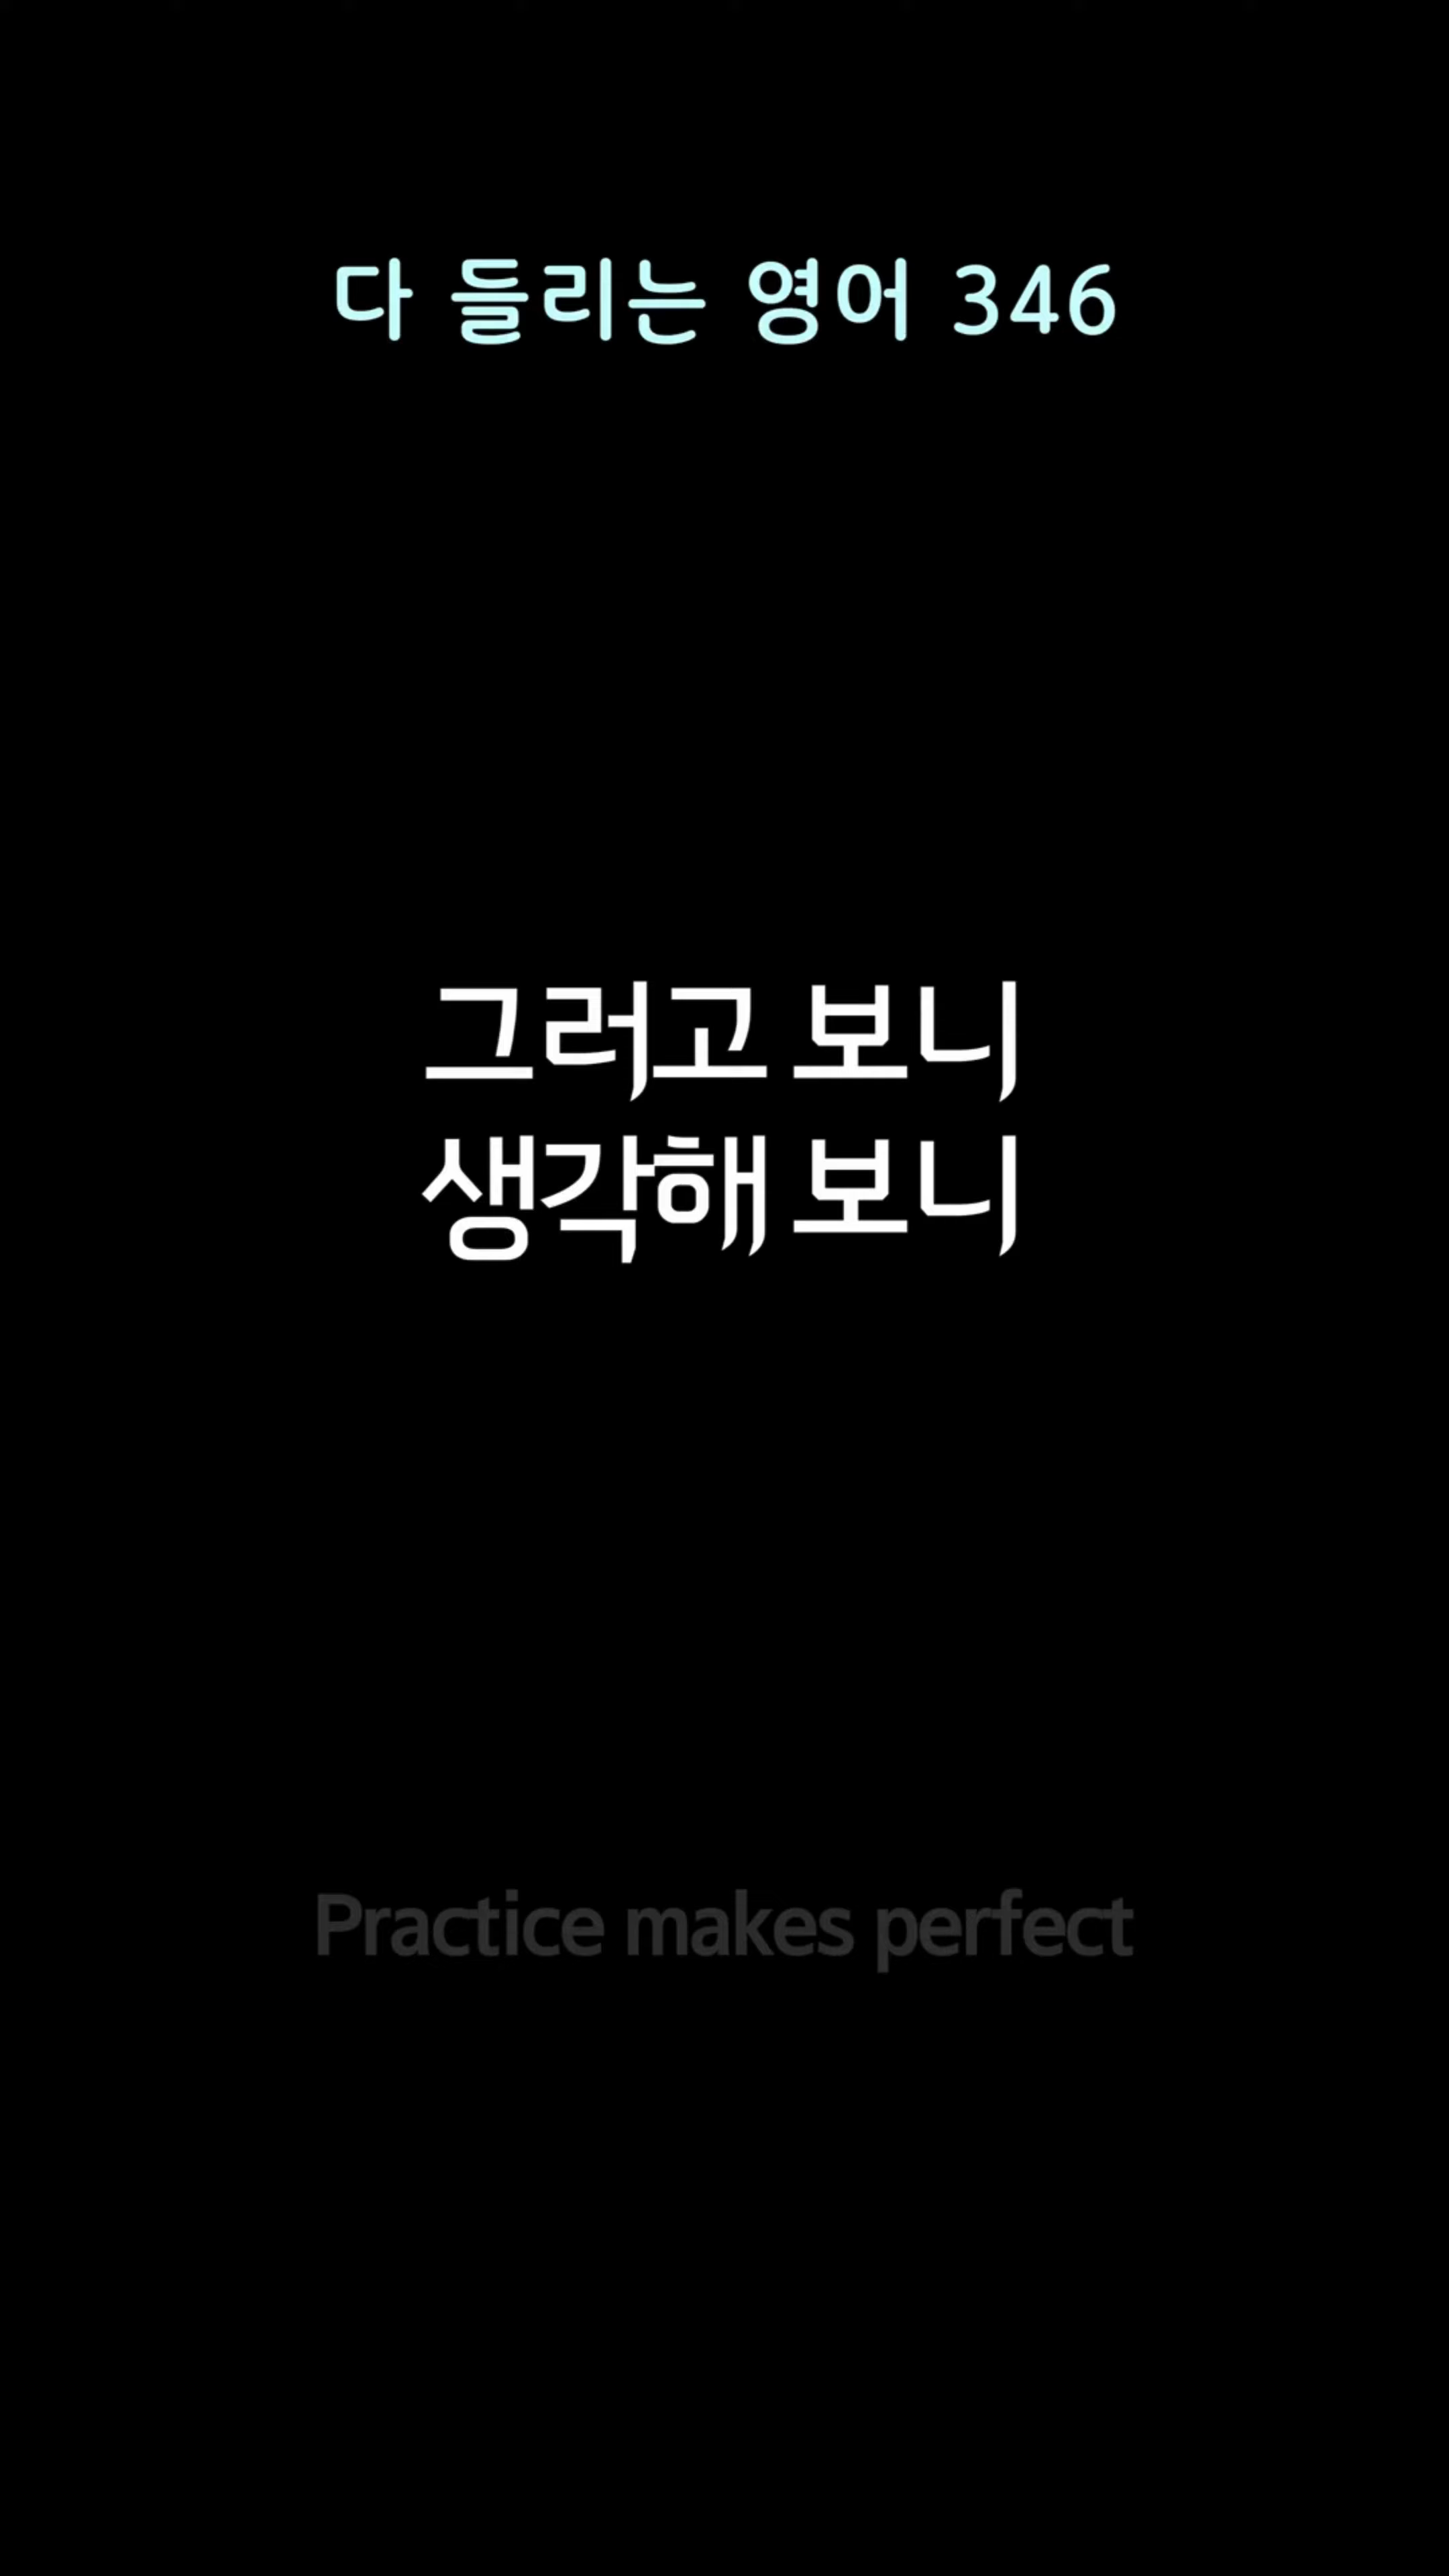 다 들리는 영어 346
그러고 보니
생각해 보니
Practice makes perfect